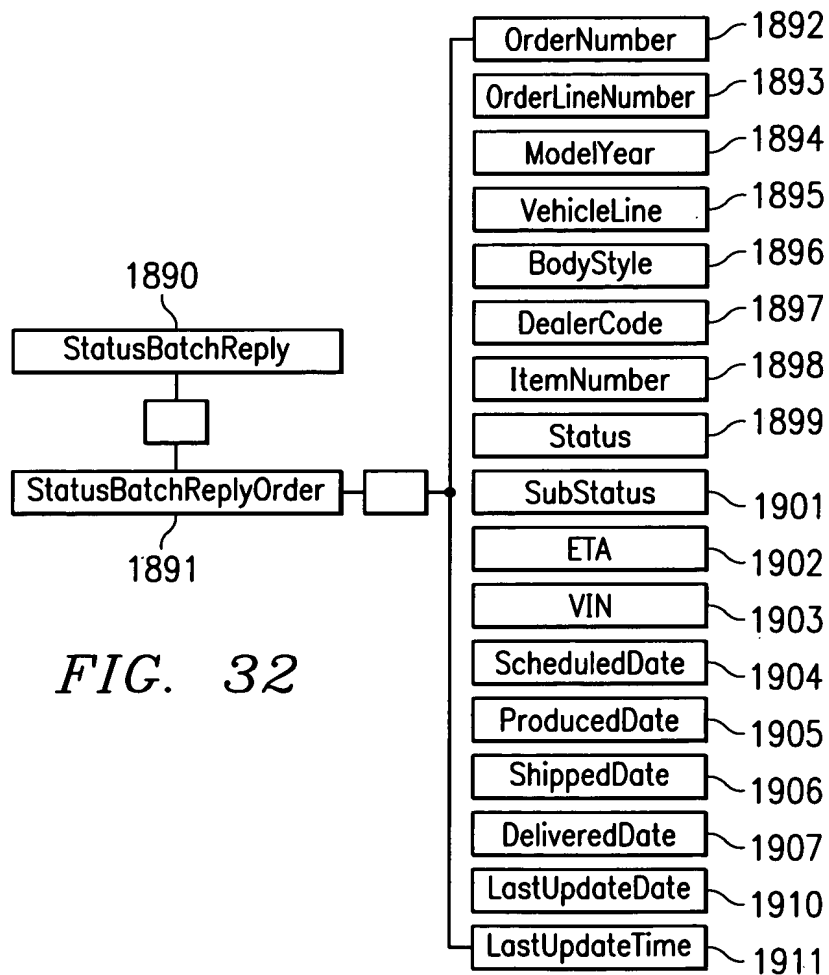 1890
StatusBatchReply
StatusBatchReplyOrder
1891
OrderNumber 1892
OrderLineNumber 1893
ModelYear 1894
VehicleLine 1895
BodyStyle 1896
DealerCode 1897
ItemNumber 1898
Status 1899
SubStatus 1901
ETA 1902
VIN 1903
ScheduledDate 1904
ProducedDate 1905
ShippedDate 1906
DeliveredDate 1907
LastUpdateDate 1910
LastUpdateTime 1911
FIG. 32